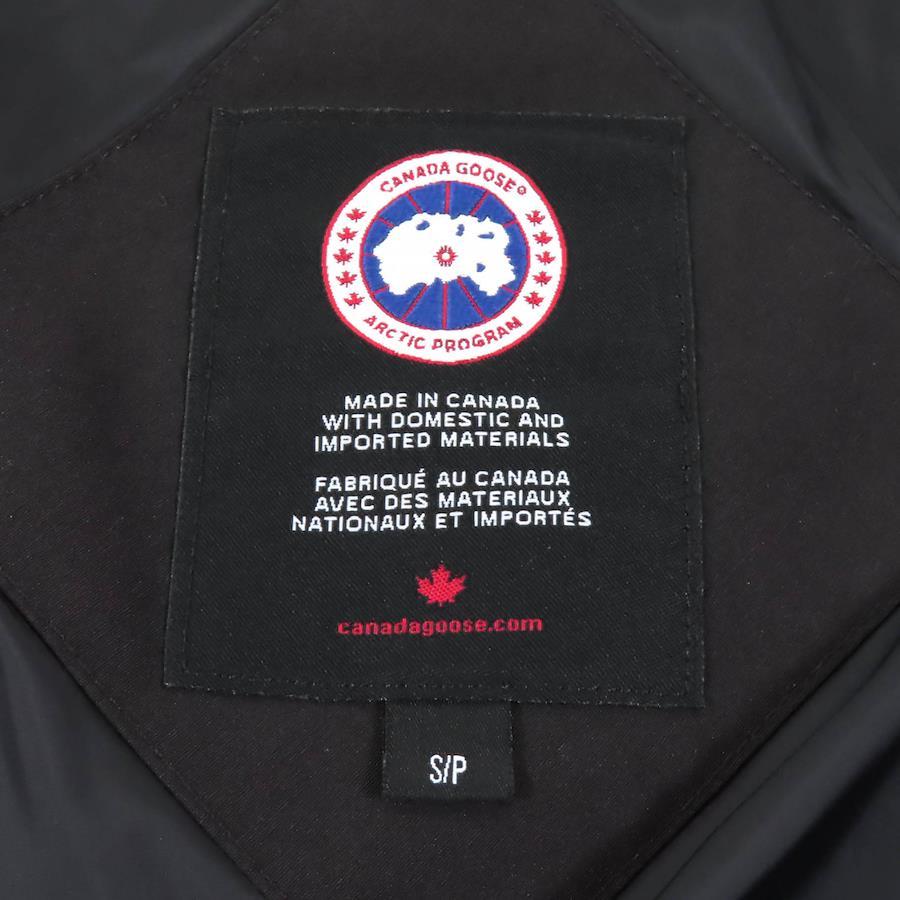 CANADA GOOSE®
ARCTIC PROGRAM
MADE IN CANADA
WITH DOMESTIC AND
IMPORTED MATERIALS
FABRIQUÉ AU CANADA
AVEC DES MATERIAUX
NATIONAUX ET IMPORTÉS
canadagoose.com
S/P